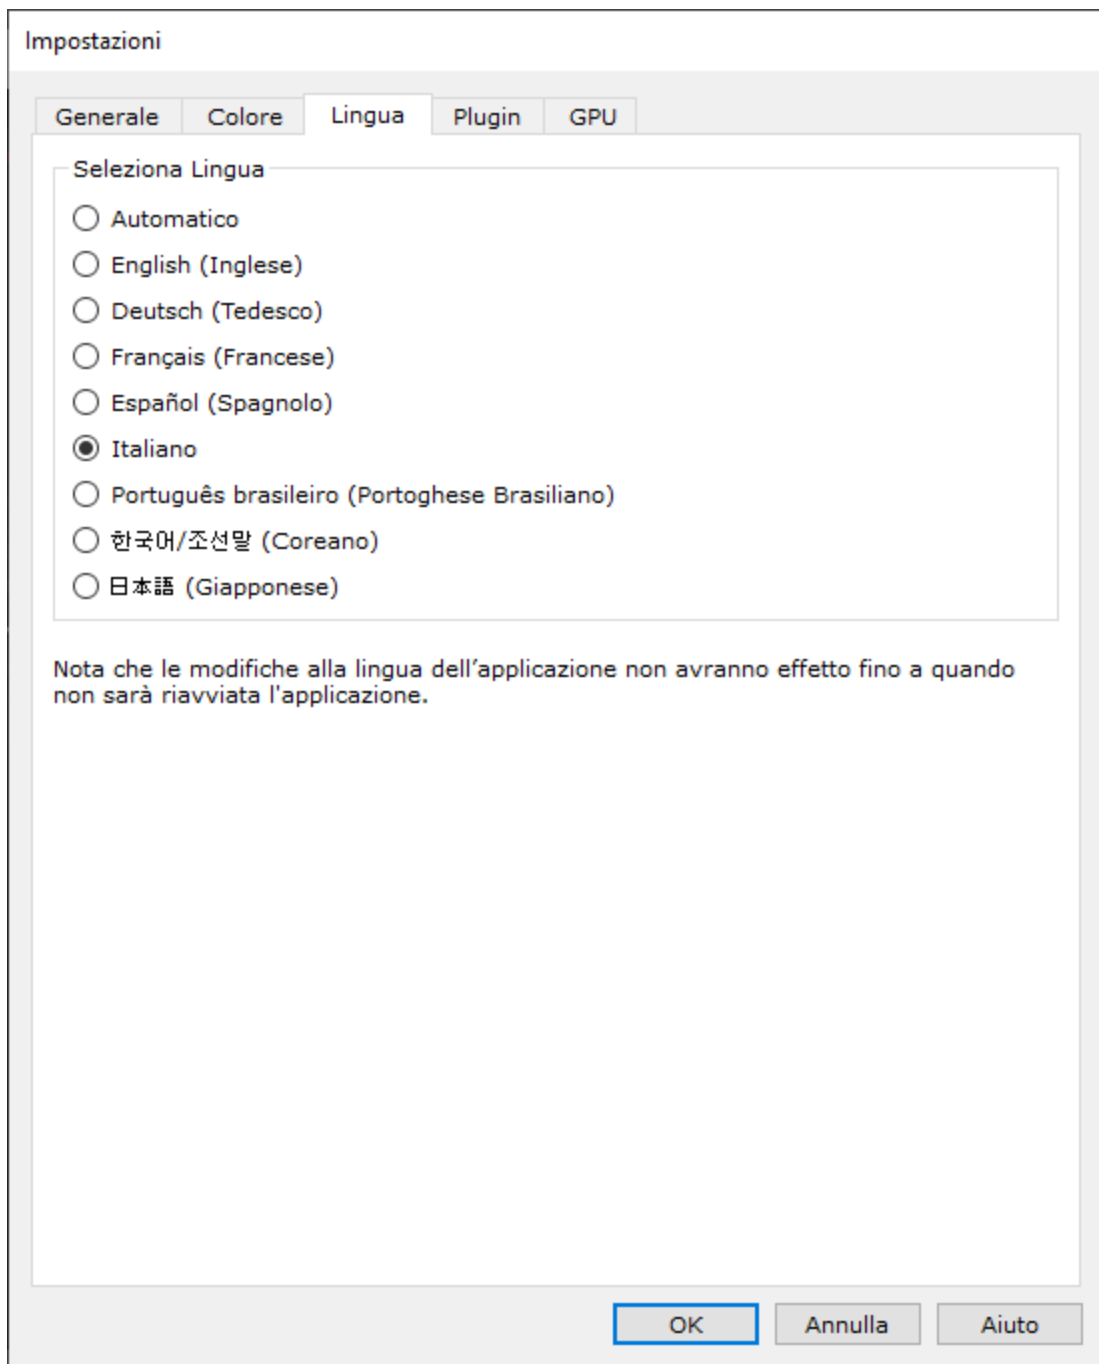 Impostazioni
Generale Colore Lingua Plugin GPU
Seleziona Lingua
Automatico
English (Inglese)
Deutsch (Tedesco)
Français (Francese)
Español (Spagnolo)
Italiano
Português brasileiro (Portoghese Brasiliano)
한국어/조선말 (Coreano)
日本語 (Giapponese)
Nota che le modifiche alla lingua dell’applicazione non avranno effetto fino a quando
non sarà riavviata l'applicazione.
OK Annulla Aiuto